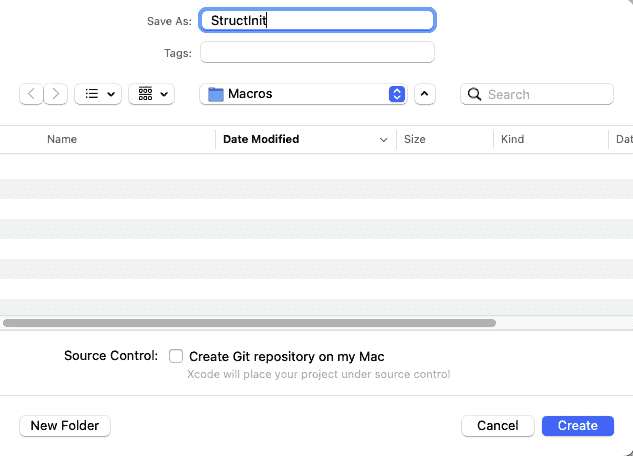 Save As: StructInit
Tags:
Macros Search
Name Date Modified Size Kind Dat
Source Control: Create Git repository on my Mac
Xcode will place your project under source control
New Folder Cancel Create